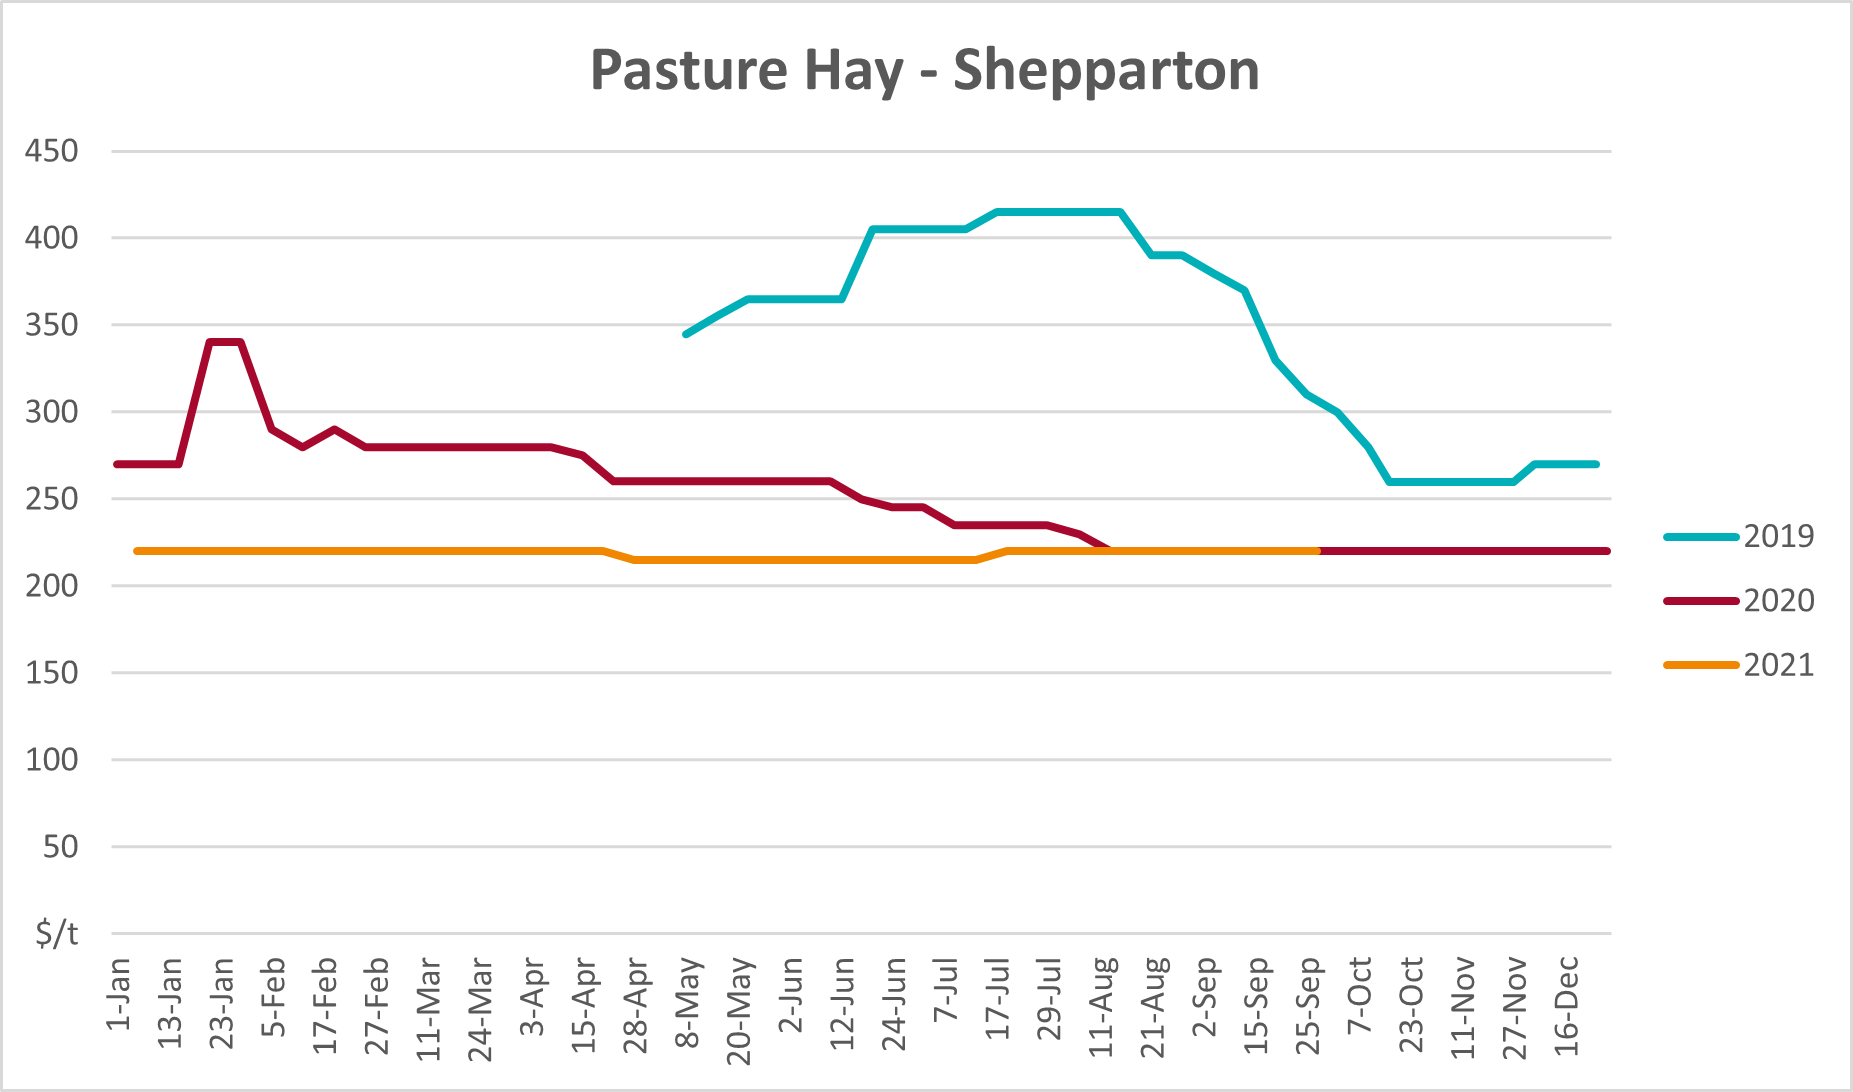 Pasture Hay - Shepparton
450
400
350
300
250
200
150
100
50
$/t
1-Jan
13-Jan
23-Jan
5-Feb
17-Feb
27-Feb
11-Mar
24-Mar
3-Apr
15-Apr
28-Apr
8-May
20-May
2-Jun
12-Jun
24-Jun
7-Jul
17-Jul
29-Jul
11-Aug
21-Aug
2-Sep
15-Sep
25-Sep
7-Oct
23-Oct
11-Nov
27-Nov
16-Dec
2019
2020
2021